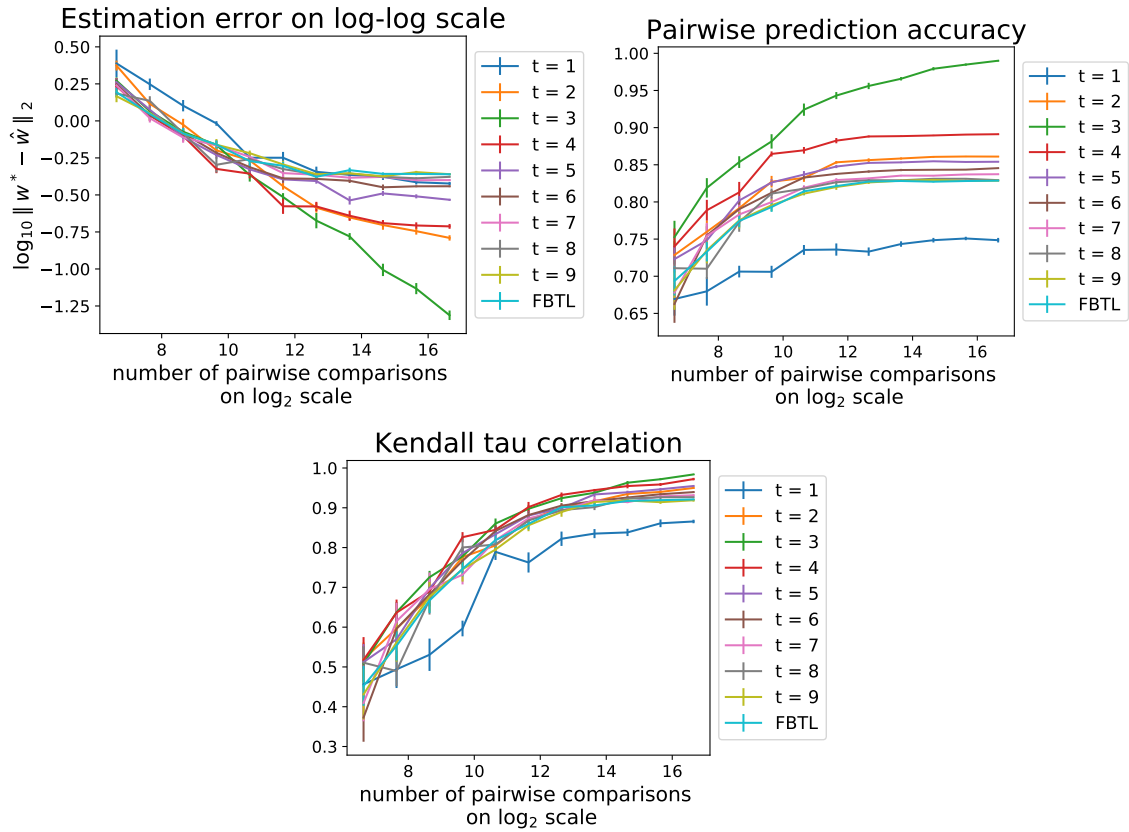 Estimation error on log-log scale
log₁₀ ‖ w* − ŵ ‖₂
0.50
0.25
0.00
−0.25
−0.50
−0.75
−1.00
−1.25
8 10 12 14 16
number of pairwise comparisons
on log₂ scale
t = 1
t = 2
t = 3
t = 4
t = 5
t = 6
t = 7
t = 8
t = 9
FBTL
Pairwise prediction accuracy
1.00
0.95
0.90
0.85
0.80
0.75
0.70
0.65
8 10 12 14 16
number of pairwise comparisons
on log₂ scale
t = 1
t = 2
t = 3
t = 4
t = 5
t = 6
t = 7
t = 8
t = 9
FBTL
Kendall tau correlation
1.0
0.9
0.8
0.7
0.6
0.5
0.4
0.3
8 10 12 14 16
number of pairwise comparisons
on log₂ scale
t = 1
t = 2
t = 3
t = 4
t = 5
t = 6
t = 7
t = 8
t = 9
FBTL